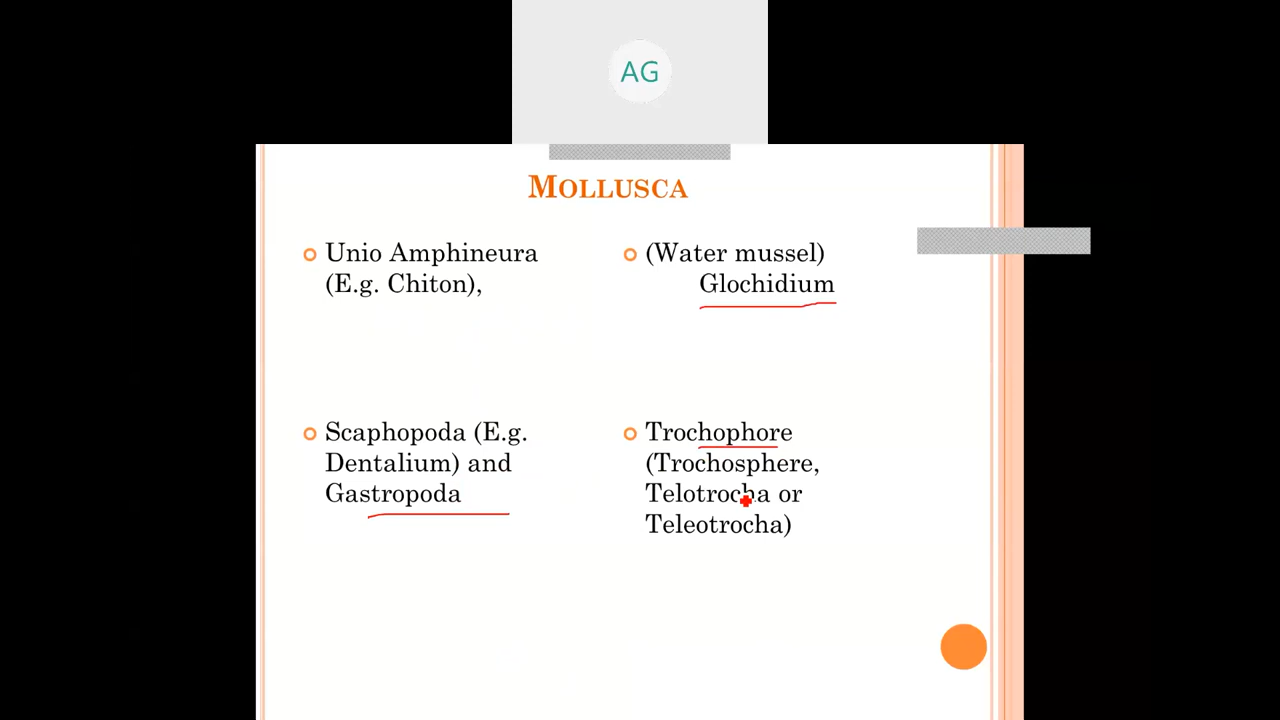 AG
MOLLUSCA
Unio Amphineura
(E.g. Chiton),
(Water mussel)
Glochidium
Scaphopoda (E.g.
Dentalium) and
Gastropoda
Trochophore
(Trochosphere,
Telotrocha or
Teleotrocha)